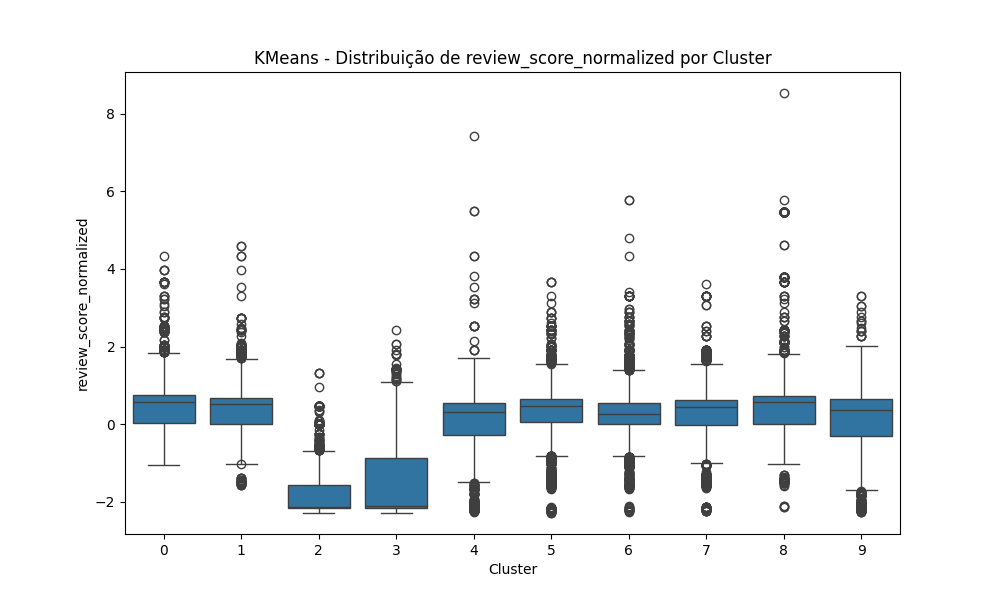 KMeans - Distribuição de review_score_normalized por Cluster
review_score_normalized
8
6
4
2
0
−2
0 1 2 3 4 5 6 7 8 9
Cluster